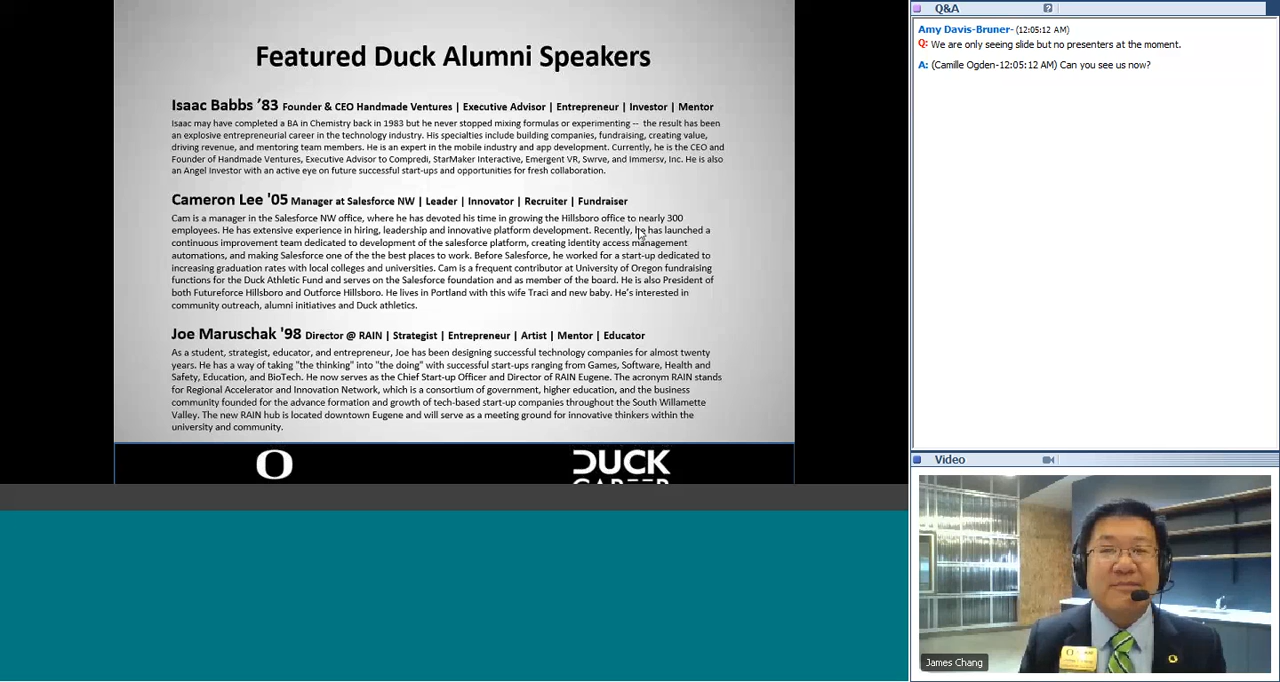 Featured Duck Alumni Speakers
Isaac Babbs ’83 Founder & CEO Handmade Ventures | Executive Advisor | Entrepreneur | Investor | Mentor
Isaac may have completed a BA in Chemistry back in 1983 but he never stopped mixing formulas or experimenting -- the result has been
an explosive entrepreneurial career in the technology industry. His specialties include building companies, fundraising, creating value,
driving revenue, and mentoring team members. He is an expert in the mobile industry and app development. Currently, he is the CEO and
Founder of Handmade Ventures, Executive Advisor to Compredi, StarMaker Interactive, Emergent VR, Swrve, and Immersv, Inc. He is also
an Angel Investor with an active eye on future successful start-ups and opportunities for fresh collaboration.
Cameron Lee '05 Manager at Salesforce NW | Leader | Innovator | Recruiter | Fundraiser
Cam is a manager in the Salesforce NW office, where he has devoted his time in growing the Hillsboro office to nearly 300
employees. He has extensive experience in hiring, leadership and innovative platform development. Recently, he has launched a
continuous improvement team dedicated to development of the salesforce platform, creating identity access management
automations, and making Salesforce one of the the best places to work. Before Salesforce, he worked for a start-up dedicated to
increasing graduation rates with local colleges and universities. Cam is a frequent contributor at University of Oregon fundraising
functions for the Duck Athletic Fund and serves on the Salesforce foundation and as member of the board. He is also President of
both Futureforce Hillsboro and Outforce Hillsboro. He lives in Portland with this wife Traci and new baby. He's interested in
community outreach, alumni initiatives and Duck athletics.
Joe Maruschak '98 Director @ RAIN | Strategist | Entrepreneur | Artist | Mentor | Educator
As a student, strategist, educator, and entrepreneur, Joe has been designing successful technology companies for almost twenty
years. He has a way of taking "the thinking" into "the doing" with successful start-ups ranging from Games, Software, Health and
Safety, Education, and BioTech. He now serves as the Chief Start-up Officer and Director of RAIN Eugene. The acronym RAIN stands
for Regional Accelerator and Innovation Network, which is a consortium of government, higher education, and the business
community founded for the advance formation and growth of tech-based start-up companies throughout the South Willamette
Valley. The new RAIN hub is located downtown Eugene and will serve as a meeting ground for innovative thinkers within the
university and community.
O
DUCK
CAREER
Q&A
Amy Davis-Bruner- (12:05:12 AM)
Q: We are only seeing slide but no presenters at the moment.
A: (Camille Ogden-12:05:12 AM) Can you see us now?
Video
James Chang